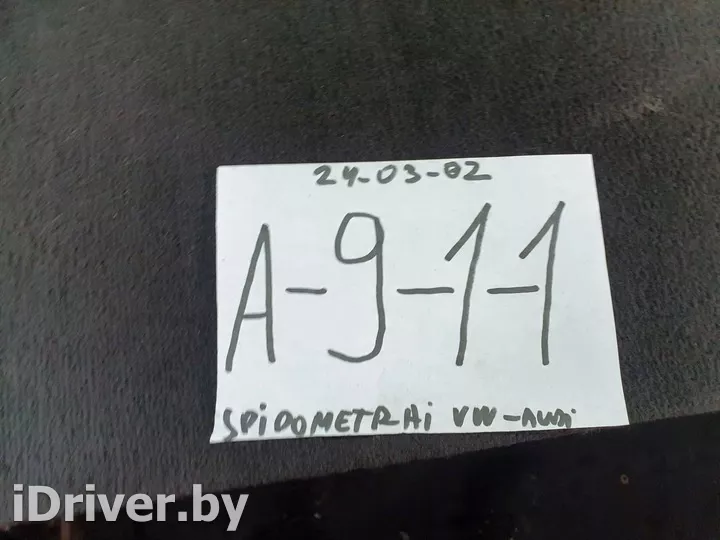 24-03-02
A-9-1-1
SPiDOMETRAi VW-AUDi
iDriver.by